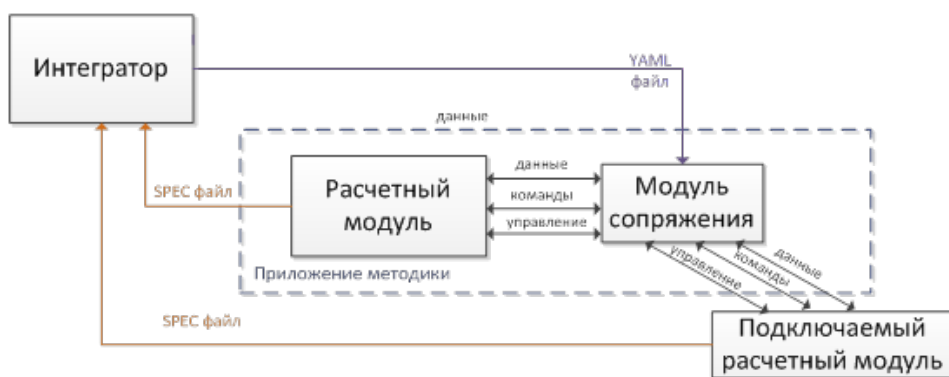 Интегратор
YAML
файл
данные
SPEC файл
Расчетный
модуль
данные
команды
управление
Модуль
сопряжения
Приложение методики
управление
команды
данные
SPEC файл
Подключаемый
расчетный модуль